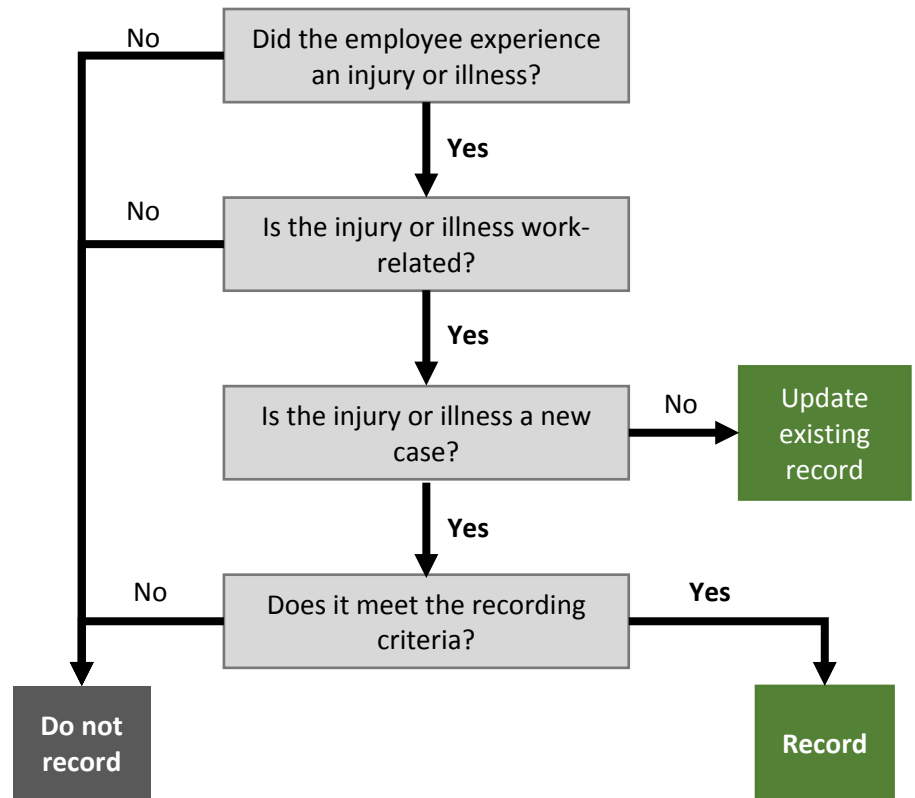 No
Did the employee experience
an injury or illness?
Yes
No
Is the injury or illness work-
related?
Yes
Is the injury or illness a new
case?
No
Update
existing
record
Yes
No
Does it meet the recording
criteria?
Yes
Do not
record
Record